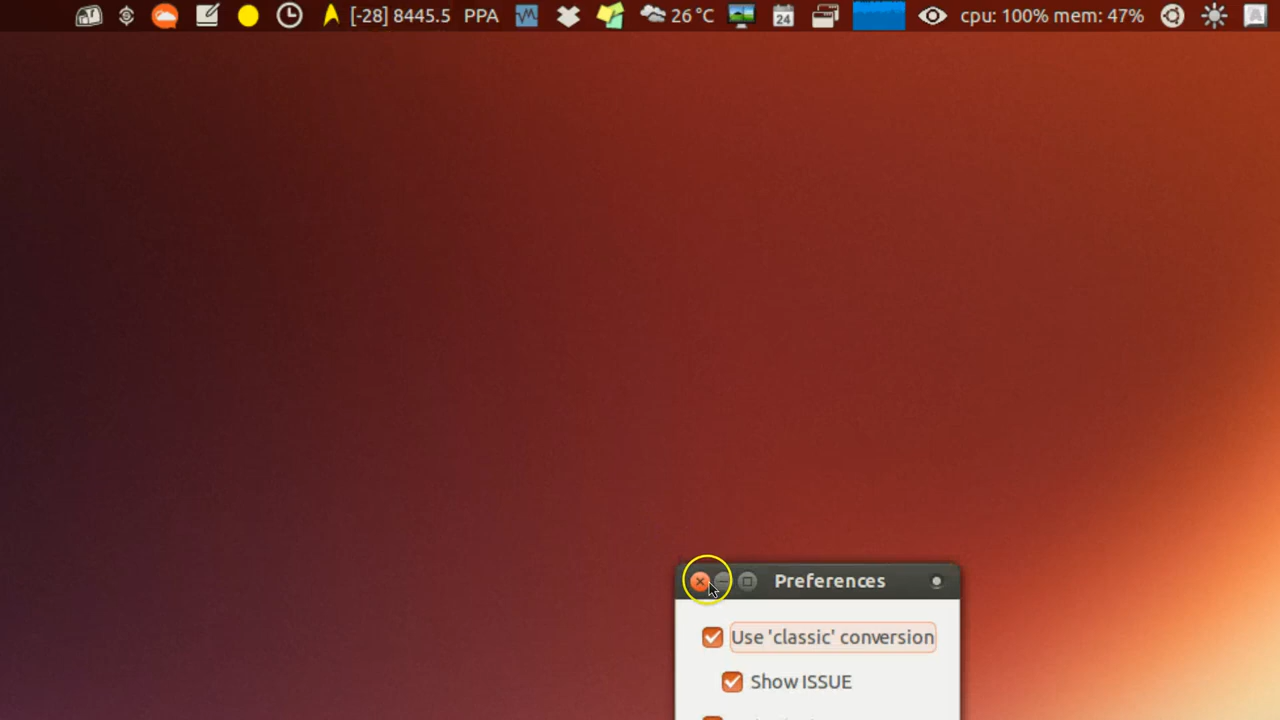 [-28] 8445.5 PPA 26 °C 24 cpu: 100% mem: 47% A
Preferences
Use 'classic' conversion
Show ISSUE